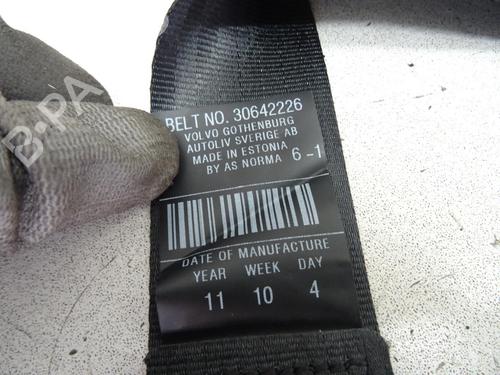 BELT NO. 30642226
VOLVO GOTHENBURG
AUTOLIV SVERIGE AB
MADE IN ESTONIA
BY AS NORMA 6-1
DATE OF MANUFACTURE
YEAR WEEK DAY
11 10 4